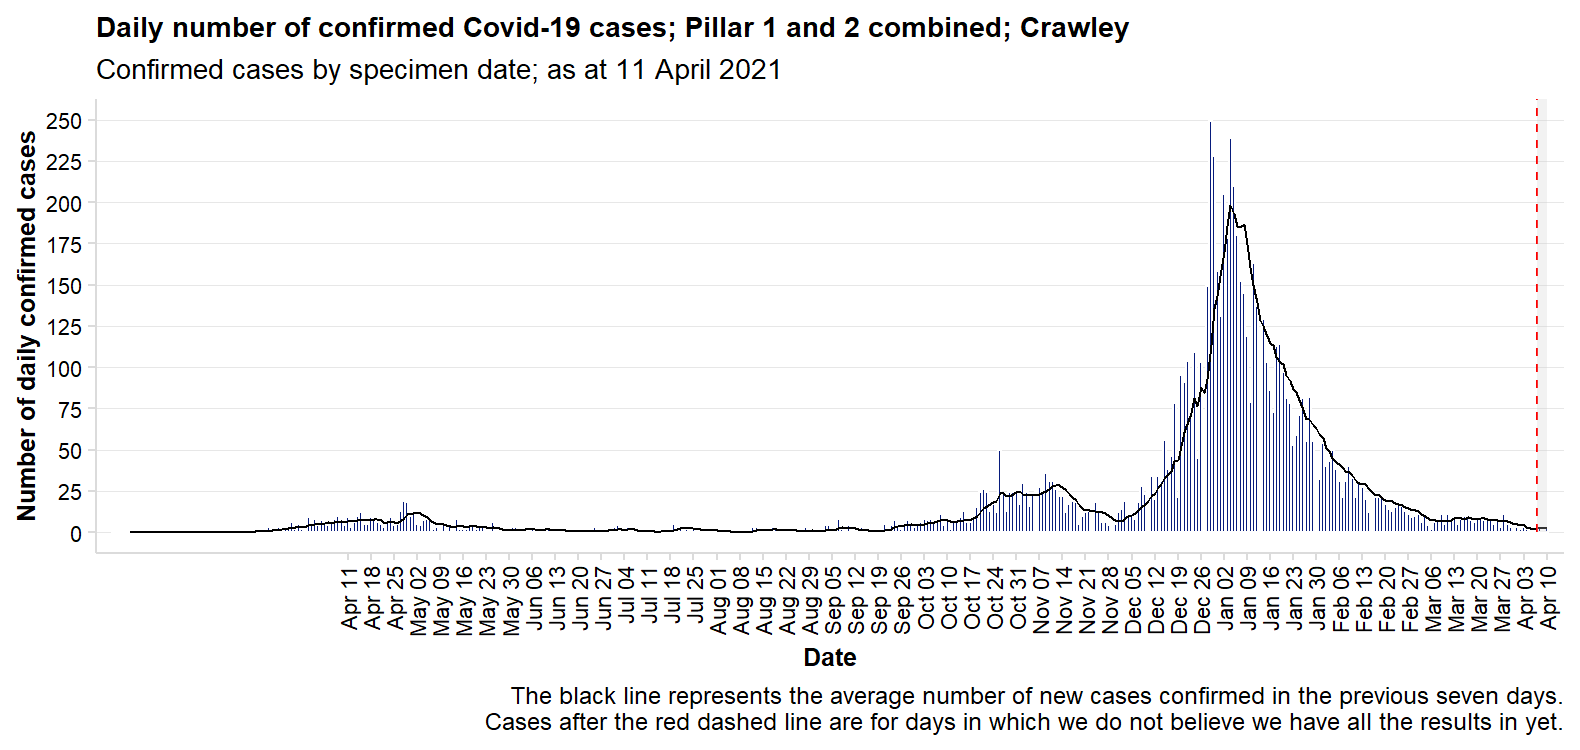 Daily number of confirmed Covid-19 cases; Pillar 1 and 2 combined; Crawley
Confirmed cases by specimen date; as at 11 April 2021
Number of daily confirmed cases
250
225
200
175
150
125
100
75
50
25
0
Apr 11
Apr 18
Apr 25
May 02
May 09
May 16
May 23
May 30
Jun 06
Jun 13
Jun 20
Jun 27
Jul 04
Jul 11
Jul 18
Jul 25
Aug 01
Aug 08
Aug 15
Aug 22
Aug 29
Sep 05
Sep 12
Sep 19
Sep 26
Oct 03
Oct 10
Oct 17
Oct 24
Oct 31
Nov 07
Nov 14
Nov 21
Nov 28
Dec 05
Dec 12
Dec 19
Dec 26
Jan 02
Jan 09
Jan 16
Jan 23
Jan 30
Feb 06
Feb 13
Feb 20
Feb 27
Mar 06
Mar 13
Mar 20
Mar 27
Apr 03
Apr 10
Date
The black line represents the average number of new cases confirmed in the previous seven days.
Cases after the red dashed line are for days in which we do not believe we have all the results in yet.